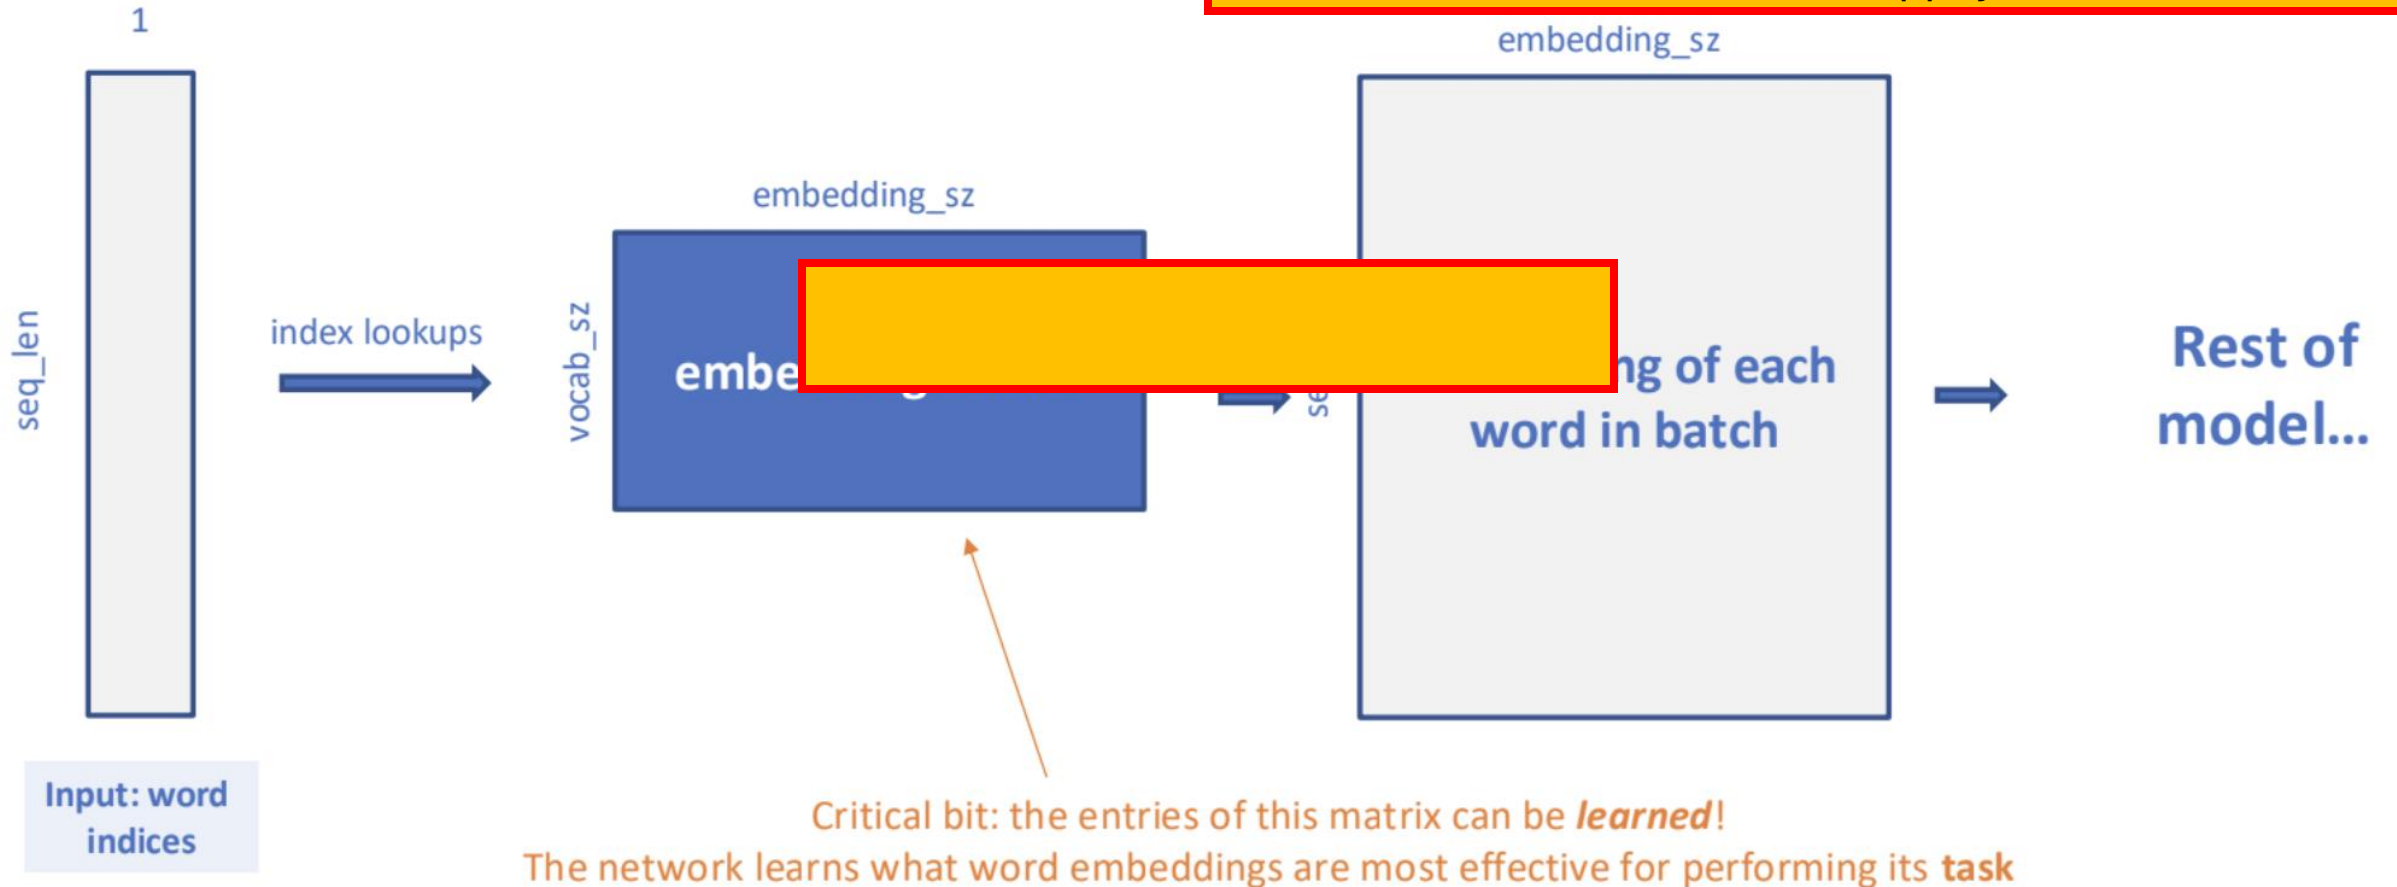 1
embedding_sz
embedding_sz
seq_len
index lookups
vocab_sz
embe
ng of each
word in batch
Rest of
model...
Input: word
indices
Critical bit: the entries of this matrix can be learned!
The network learns what word embeddings are most effective for performing its task